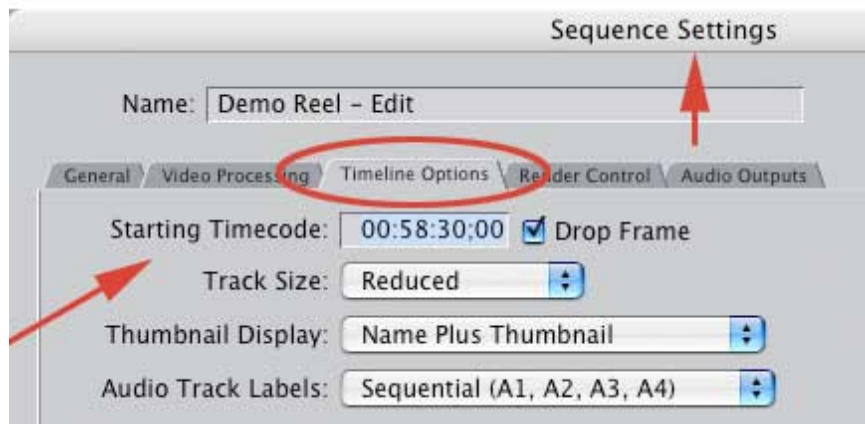 Sequence Settings
Name: Demo Reel – Edit
General Video Processing Timeline Options Render Control Audio Outputs
Starting Timecode: 00:58:30;00 Drop Frame
Track Size: Reduced
Thumbnail Display: Name Plus Thumbnail
Audio Track Labels: Sequential (A1, A2, A3, A4)